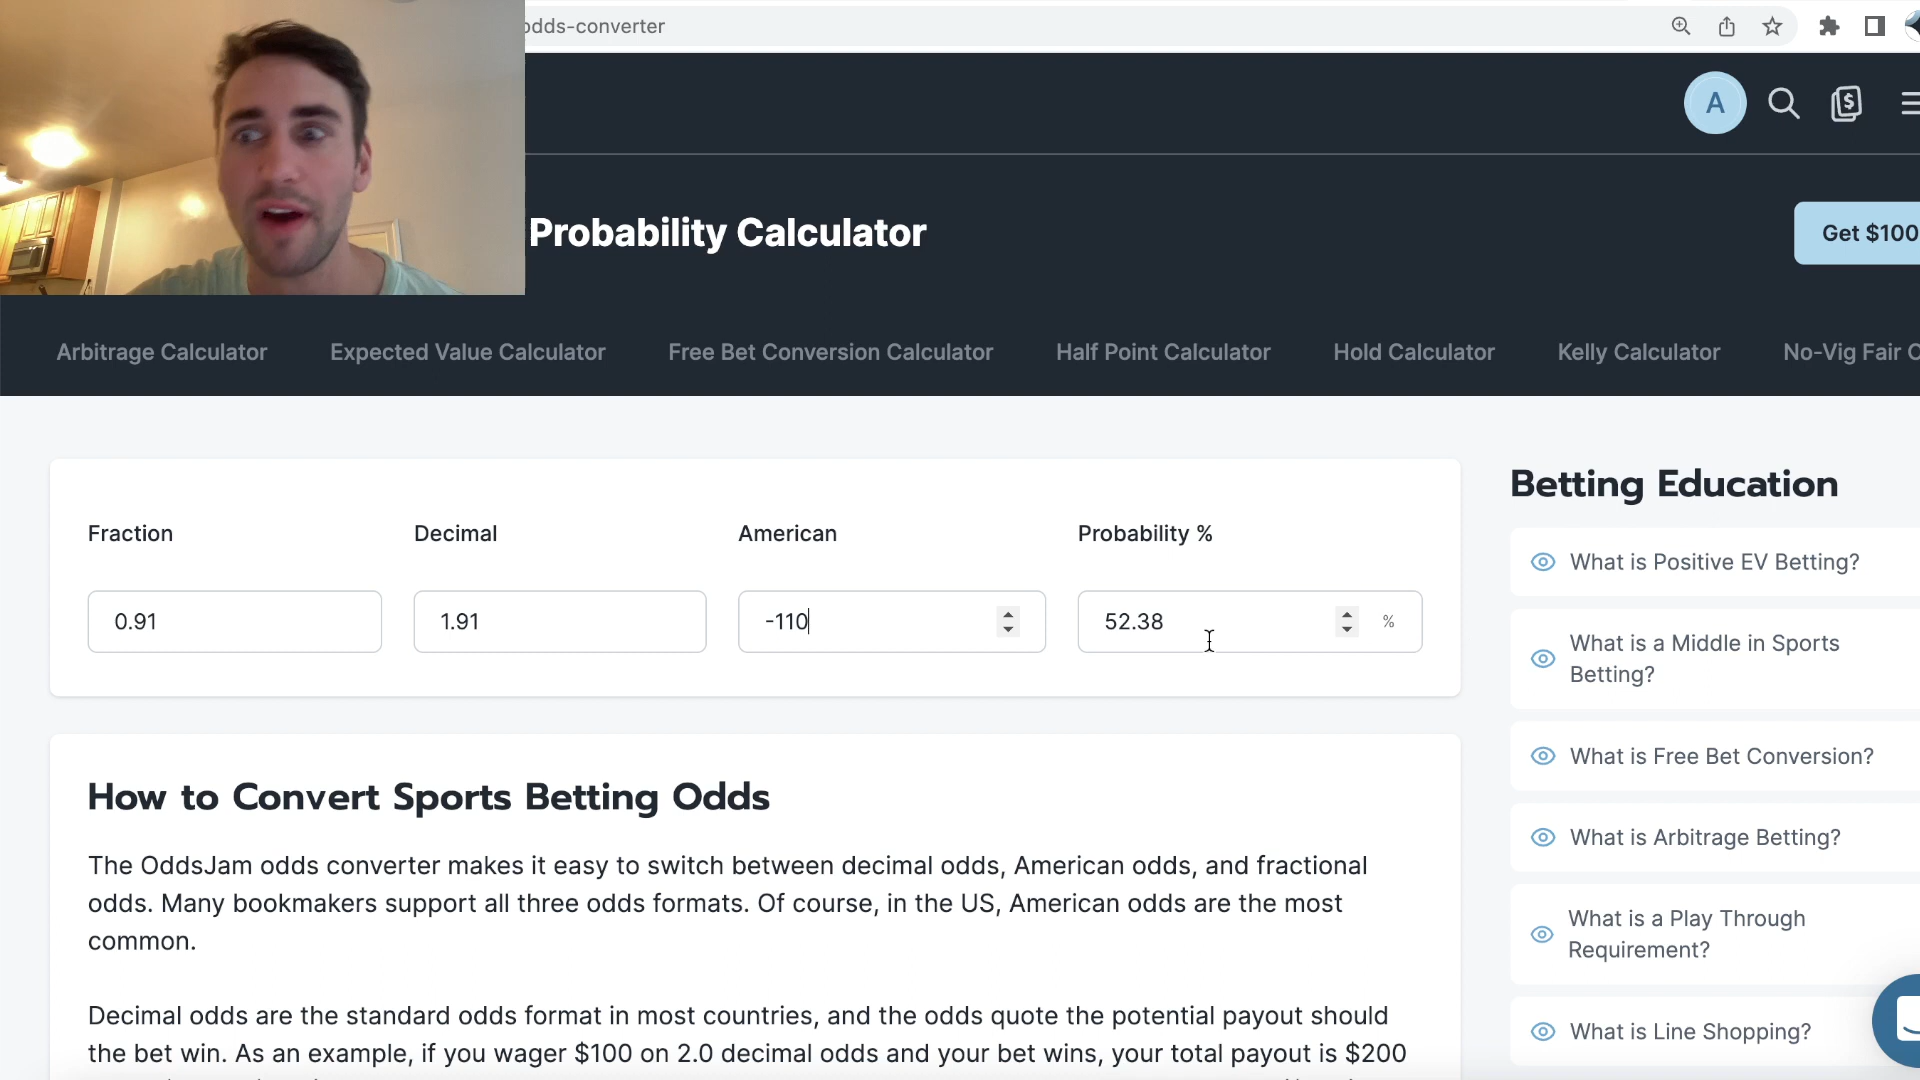 odds-converter
A
Probability Calculator
Get $100
Arbitrage Calculator
Expected Value Calculator
Free Bet Conversion Calculator
Half Point Calculator
Hold Calculator
Kelly Calculator
No-Vig Fair
Fraction
Decimal
American
Probability %
0.91
1.91
-110
52.38
%
Betting Education
What is Positive EV Betting?
What is a Middle in Sports
Betting?
What is Free Bet Conversion?
What is Arbitrage Betting?
What is a Play Through
Requirement?
What is Line Shopping?
How to Convert Sports Betting Odds
The OddsJam odds converter makes it easy to switch between decimal odds, American odds, and fractional
odds. Many bookmakers support all three odds formats. Of course, in the US, American odds are the most
common.
Decimal odds are the standard odds format in most countries, and the odds quote the potential payout should
the bet win. As an example, if you wager $100 on 2.0 decimal odds and your bet wins, your total payout is $200